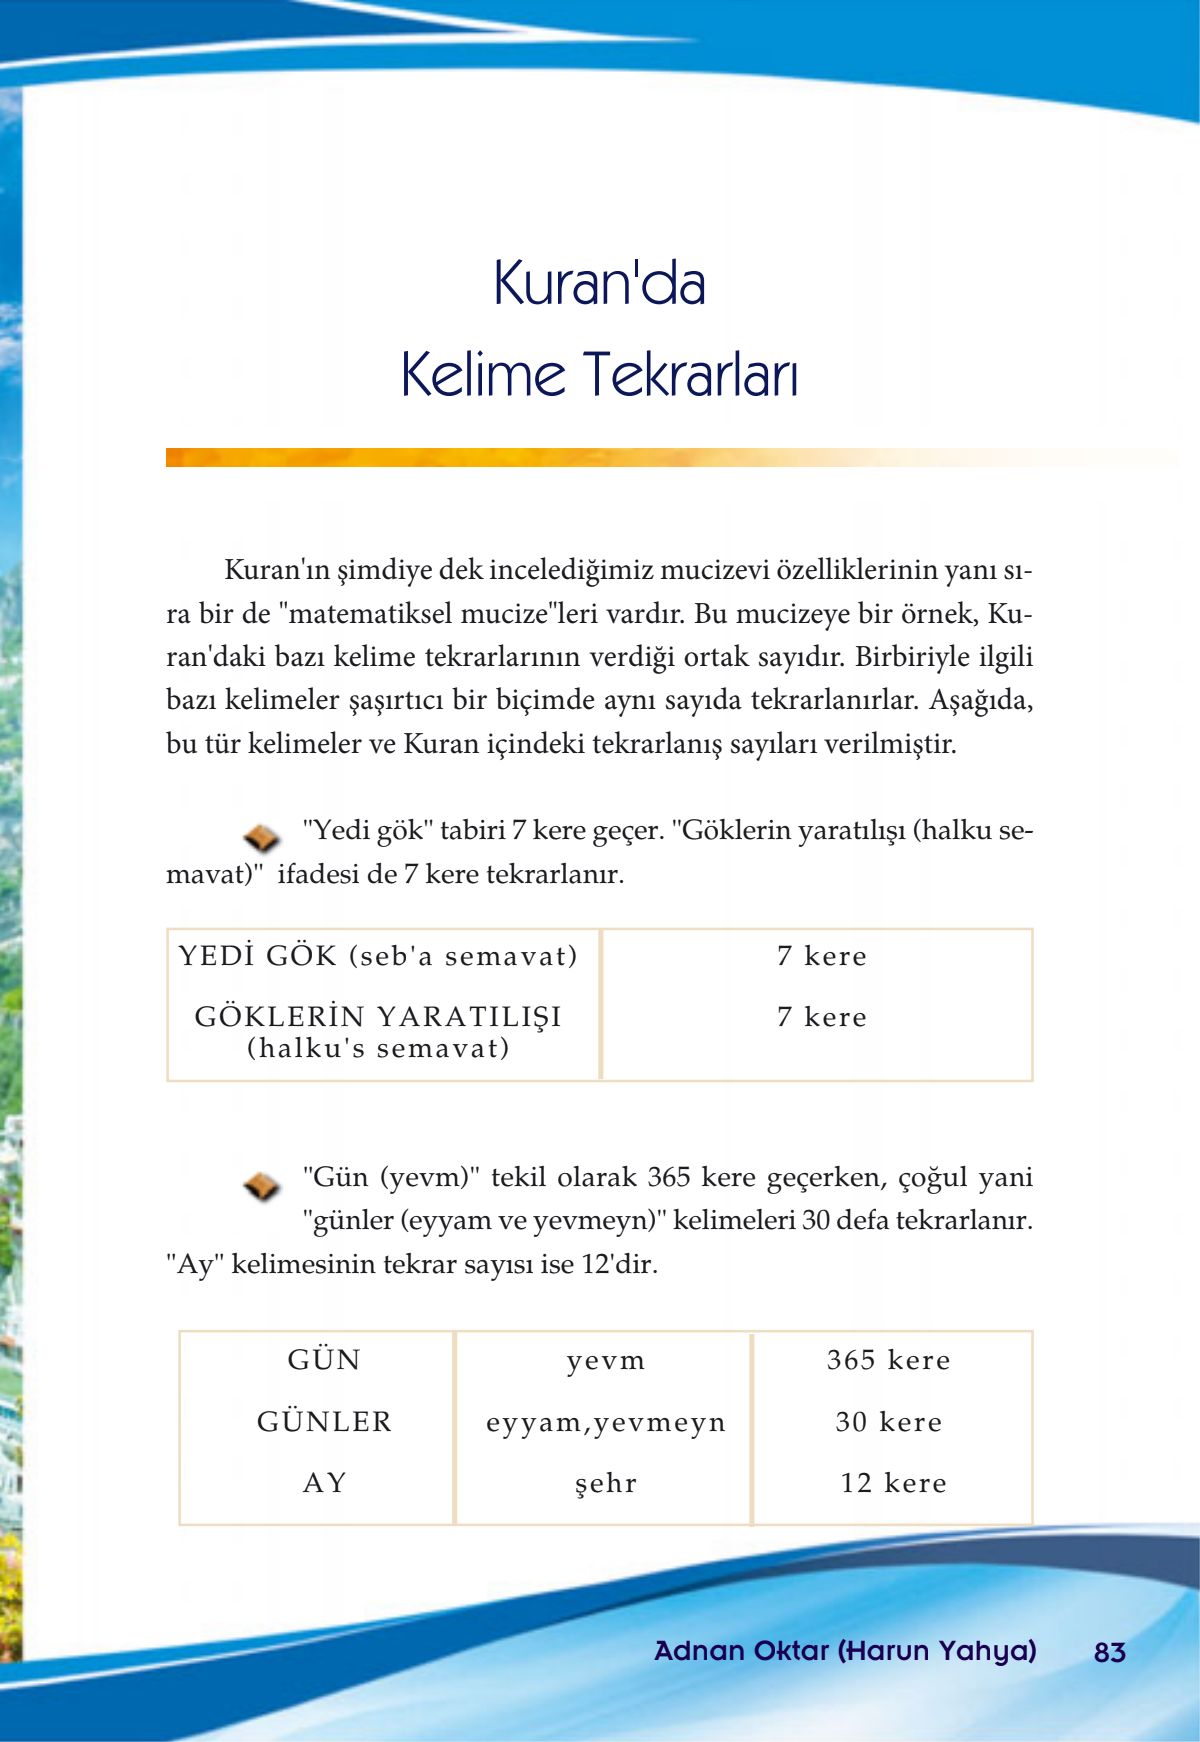 Kuran'da
Kelime Tekrarları
Kuran'ın şimdiye dek incelediğimiz mucizevi özelliklerinin yanı sı-
ra bir de "matematiksel mucize"leri vardır. Bu mucizeye bir örnek, Ku-
ran'daki bazı kelime tekrarlarının verdiği ortak sayıdır. Birbiriyle ilgili
bazı kelimeler şaşırtıcı bir biçimde aynı sayıda tekrarlanırlar. Aşağıda,
bu tür kelimeler ve Kuran içindeki tekrarlanış sayıları verilmiştir.
"Yedi gök" tabiri 7 kere geçer. "Göklerin yaratılışı (halku se-
mavat)" ifadesi de 7 kere tekrarlanır.
YEDİ GÖK (seb'a semavat) 7 kere
GÖKLERİN YARATILIŞI 7 kere
(halku's semavat)
"Gün (yevm)" tekil olarak 365 kere geçerken, çoğul yani
"günler (eyyam ve yevmeyn)" kelimeleri 30 defa tekrarlanır.
"Ay" kelimesinin tekrar sayısı ise 12'dir.
GÜN yevm 365 kere
GÜNLER eyyam,yevmeyn 30 kere
AY şehr 12 kere
Adnan Oktar (Harun Yahya) 83